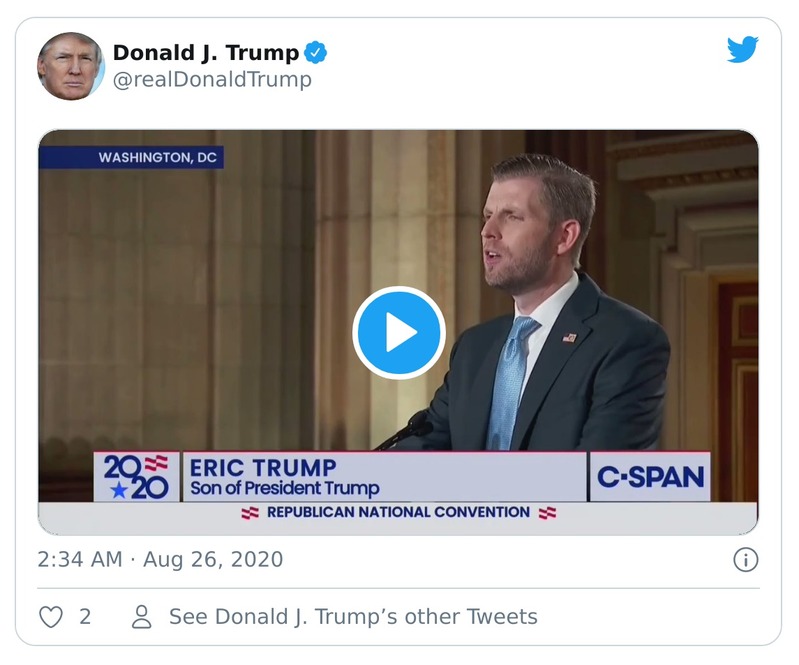 Donald J. Trump
@realDonaldTrump
WASHINGTON, DC
2020
ERIC TRUMP
Son of President Trump
C-SPAN
REPUBLICAN NATIONAL CONVENTION
2:34 AM · Aug 26, 2020
2 See Donald J. Trump’s other Tweets